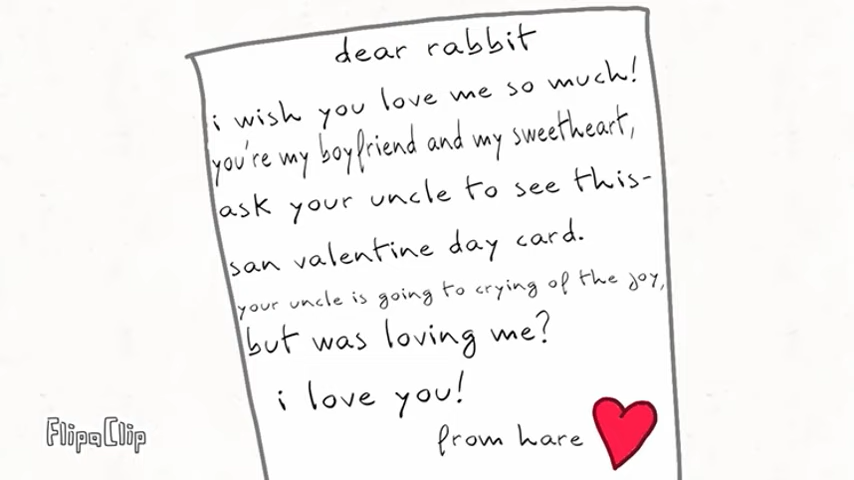 dear rabbit
i wish you love me so much!
you're my boyfriend and my sweetheart,
ask your uncle to see this-
san valentine day card.
your uncle is going to crying of the joy,
but was loving me?
i love you!
from hare
FlipaClip